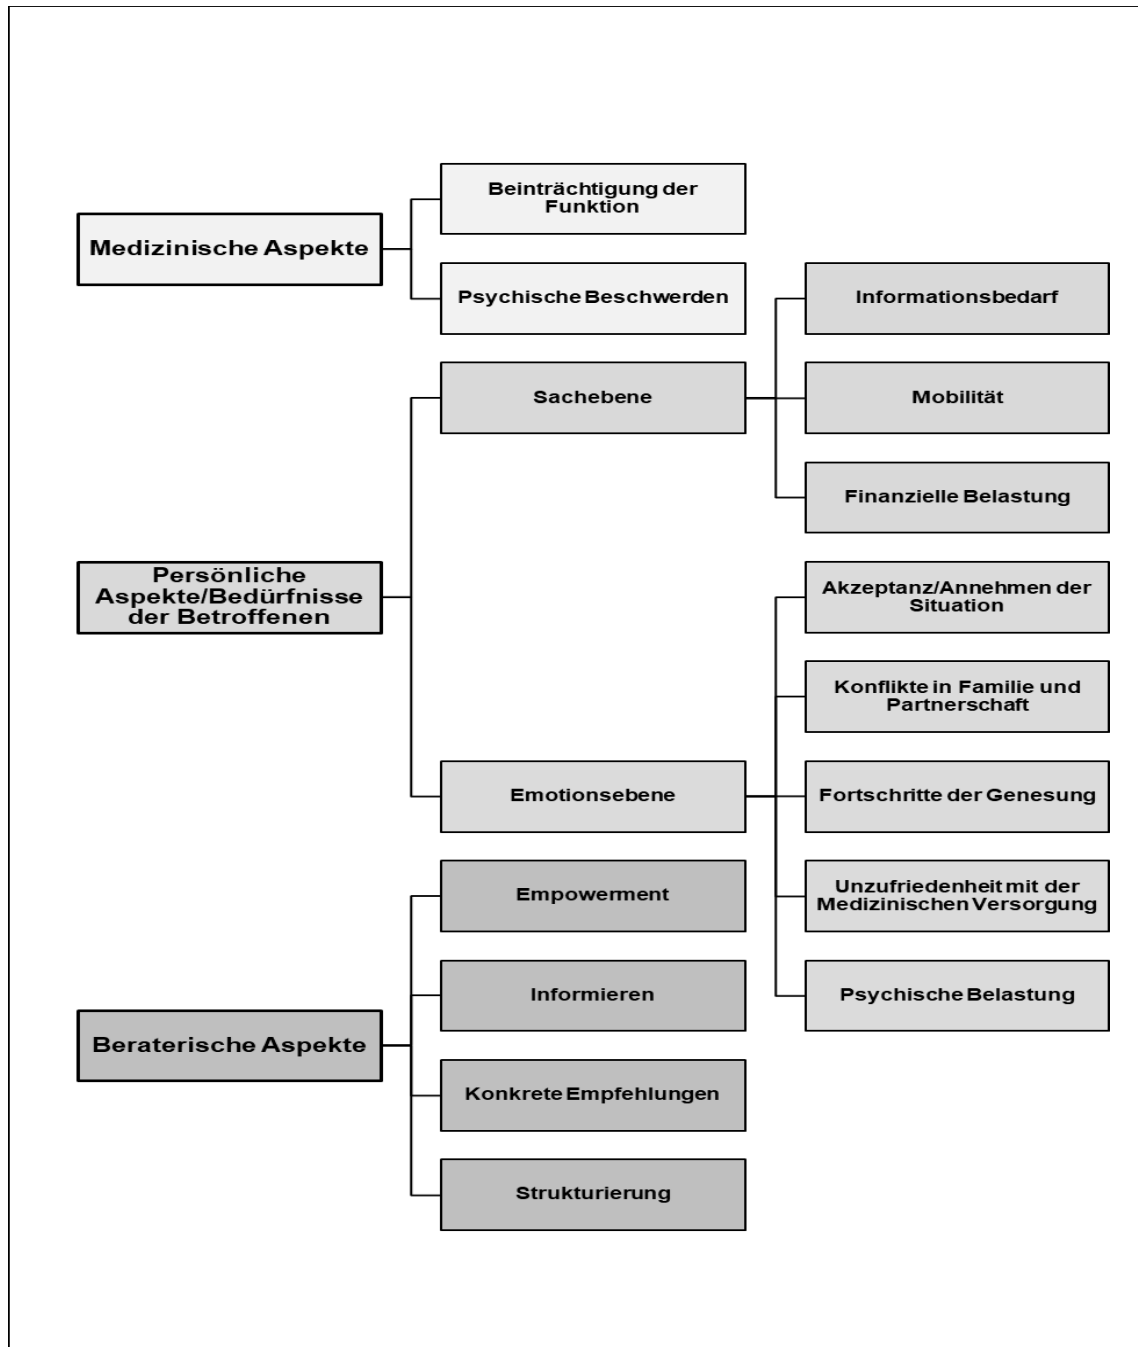 Medizinische Aspekte
Beinträchtigung der
Funktion
Psychische Beschwerden
Persönliche
Aspekte/Bedürfnisse
der Betroffenen
Sachebene
Informationsbedarf
Mobilität
Finanzielle Belastung
Emotionsebene
Akzeptanz/Annehmen der
Situation
Konflikte in Familie und
Partnerschaft
Fortschritte der Genesung
Unzufriedenheit mit der
Medizinischen Versorgung
Psychische Belastung
Beraterische Aspekte
Empowerment
Informieren
Konkrete Empfehlungen
Strukturierung